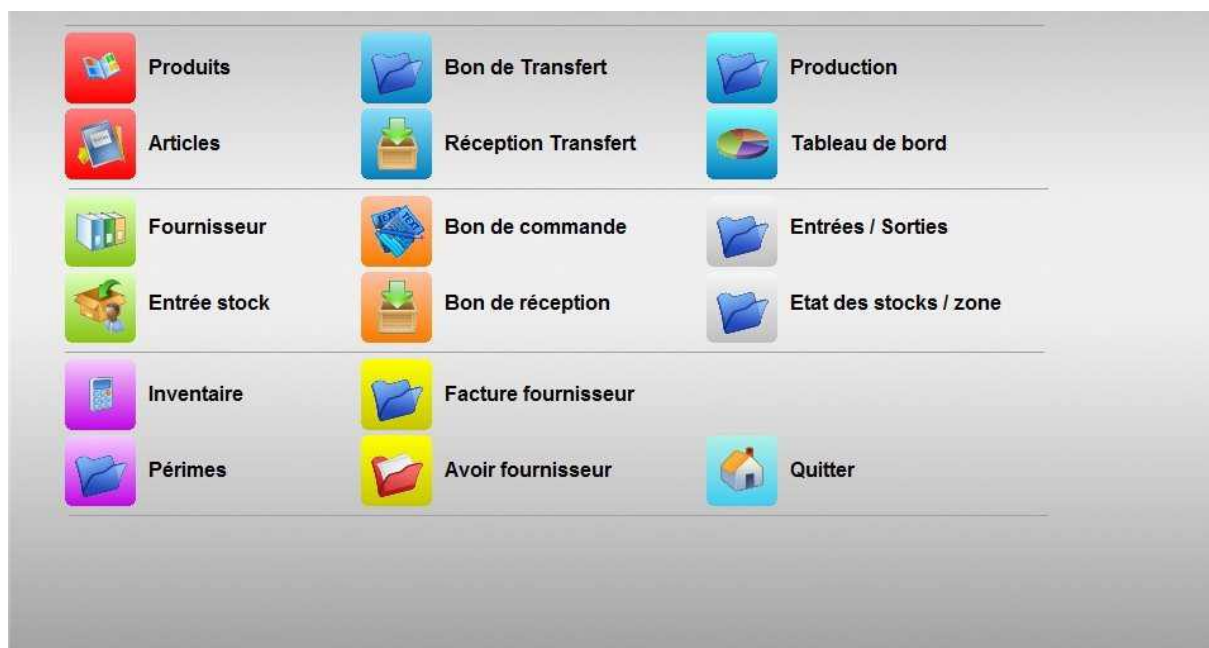 Produits
Bon de Transfert
Production
Articles
Réception Transfert
Tableau de bord
Fournisseur
Bon de commande
Entrées / Sorties
Entrée stock
Bon de réception
Etat des stocks / zone
Inventaire
Facture fournisseur
Périmes
Avoir fournisseur
Quitter